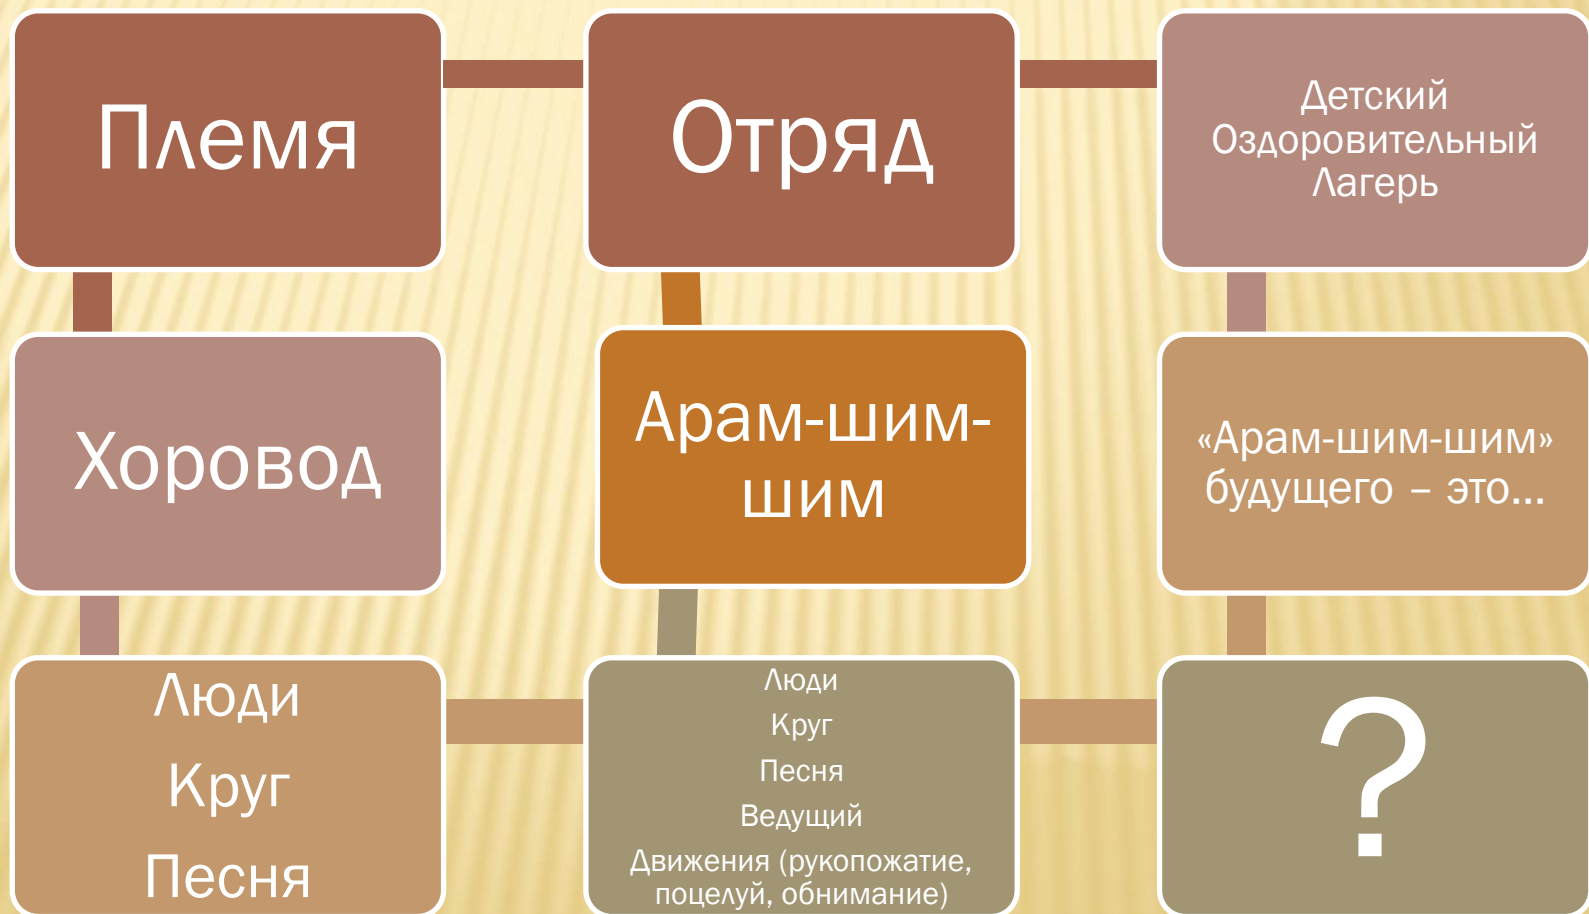 Племя
Отряд
Детский
Оздоровительный
Лагерь
Хоровод
Арам-шим-
шим
«Арам-шим-шим»
будущего – это...
Люди
Круг
Песня
Люди
Круг
Песня
Ведущий
Движения (рукопожатие,
поцелуй, обнимание)
?